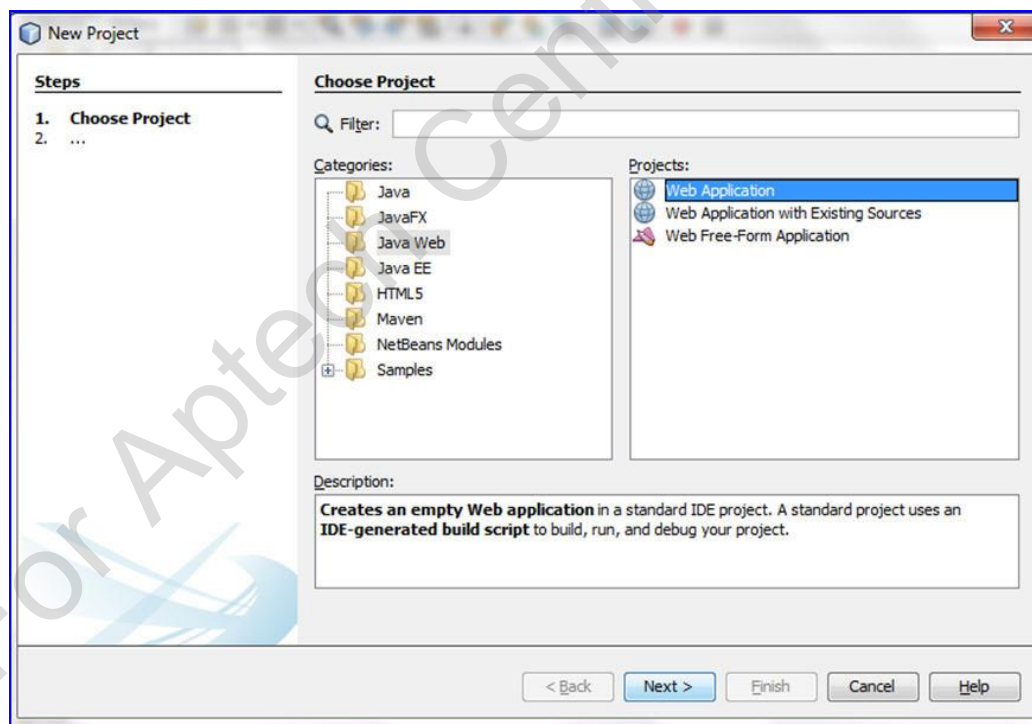 New Project
Steps
1. Choose Project
2. ...
Choose Project
Filter:
Categories:
Java
JavaFX
Java Web
Java EE
HTML5
Maven
NetBeans Modules
Samples
Projects:
Web Application
Web Application with Existing Sources
Web Free-Form Application
Description:
Creates an empty Web application in a standard IDE project. A standard project uses an
IDE-generated build script to build, run, and debug your project.
< Back
Next >
Finish
Cancel
Help
For Aptech